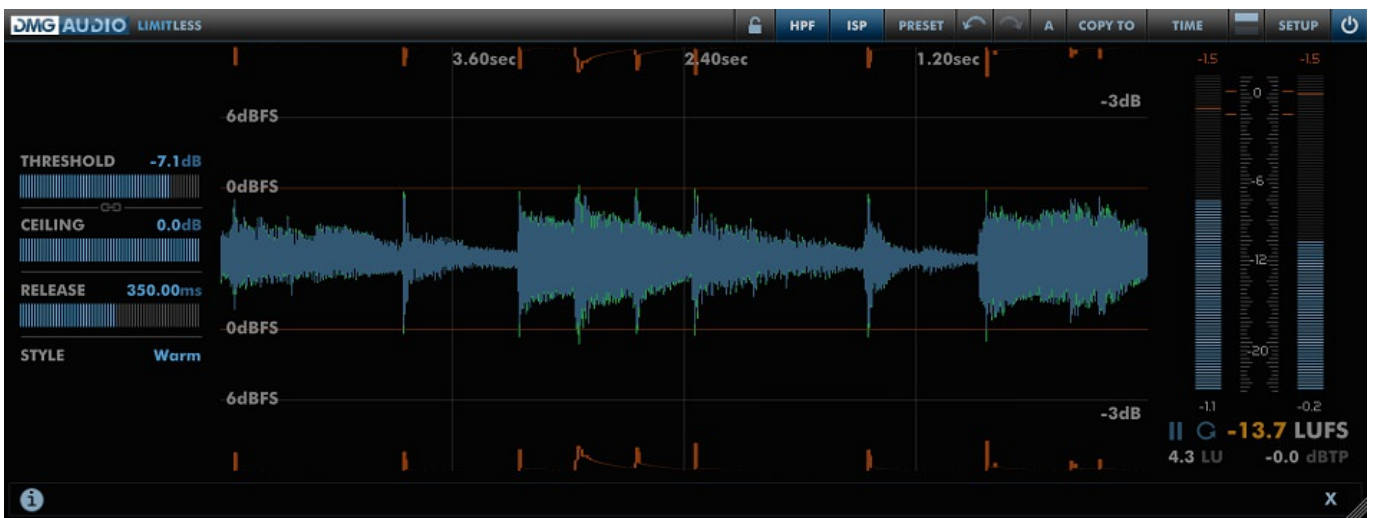 DMG AUDIO LIMITLESS HPF ISP PRESET A COPY TO TIME SETUP
3.60sec 2.40sec 1.20sec -1.5 -1.5
6dBFS -3dB 0
THRESHOLD -7.1dB
0dBFS -6
CEILING 0.0dB
-12
RELEASE 350.00ms
0dBFS
STYLE Warm -20
6dBFS -3dB -1.1 -0.2
-13.7 LUFS
4.3 LU -0.0 dBTP
i X